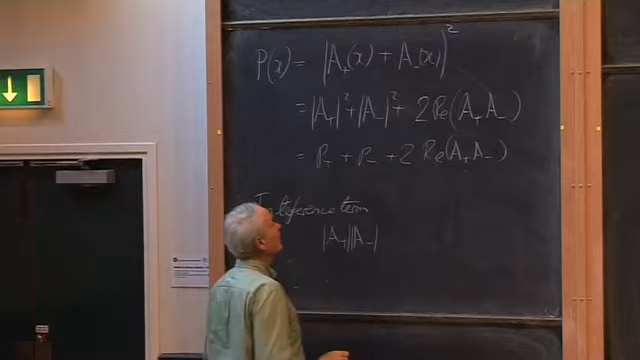 P(x) = |A₊(x) + A₋(x)|²
= |A₊|² + |A₋|² + 2 Re(A₊A₋)
= P₊ + P₋ + 2 Re(A₊A₋)
Interference term
|A₊||A₋|